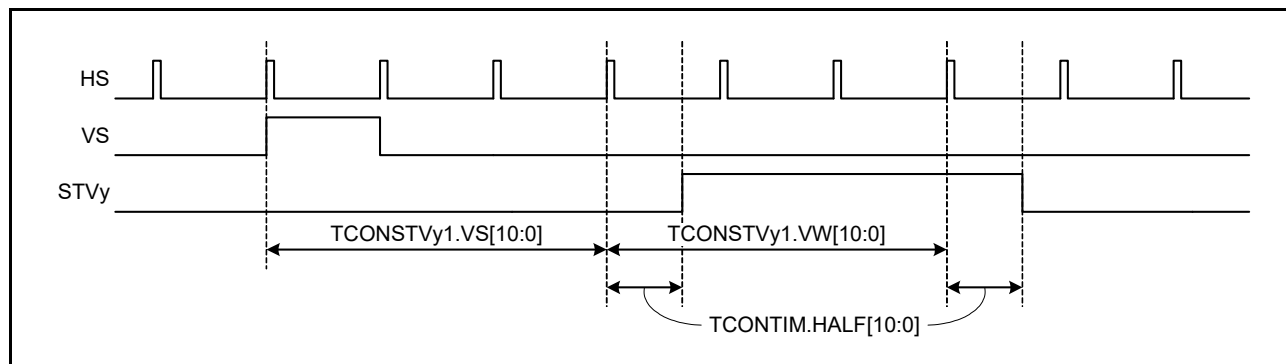 HS
VS
STVy
TCONSTVy1.VS[10:0]
TCONSTVy1.VW[10:0]
TCONTIM.HALF[10:0]